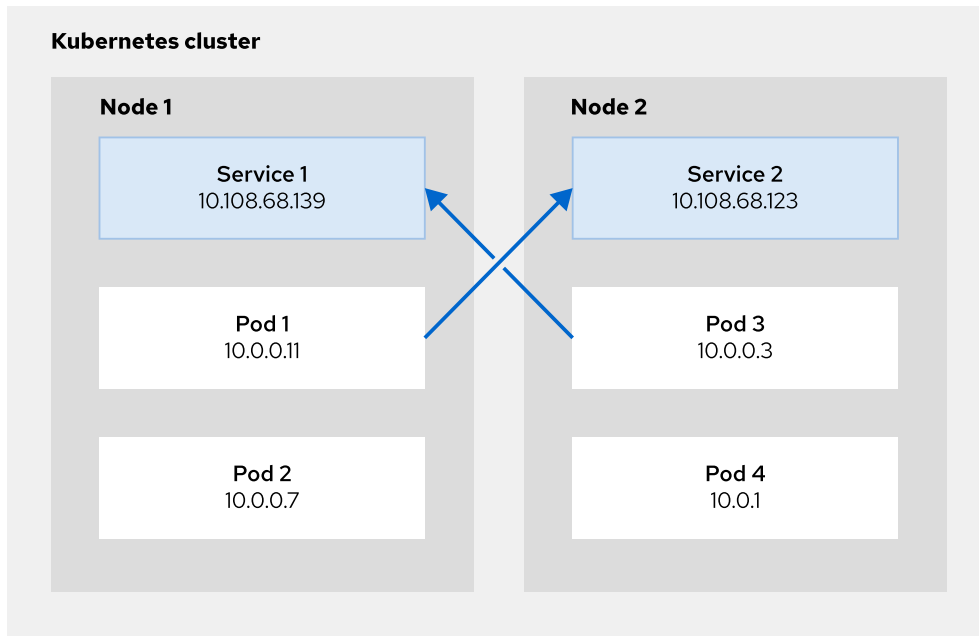 Kubernetes cluster
Node 1
Service 1
10.108.68.139
Pod 1
10.0.0.11
Pod 2
10.0.0.7
Node 2
Service 2
10.108.68.123
Pod 3
10.0.0.3
Pod 4
10.0.1